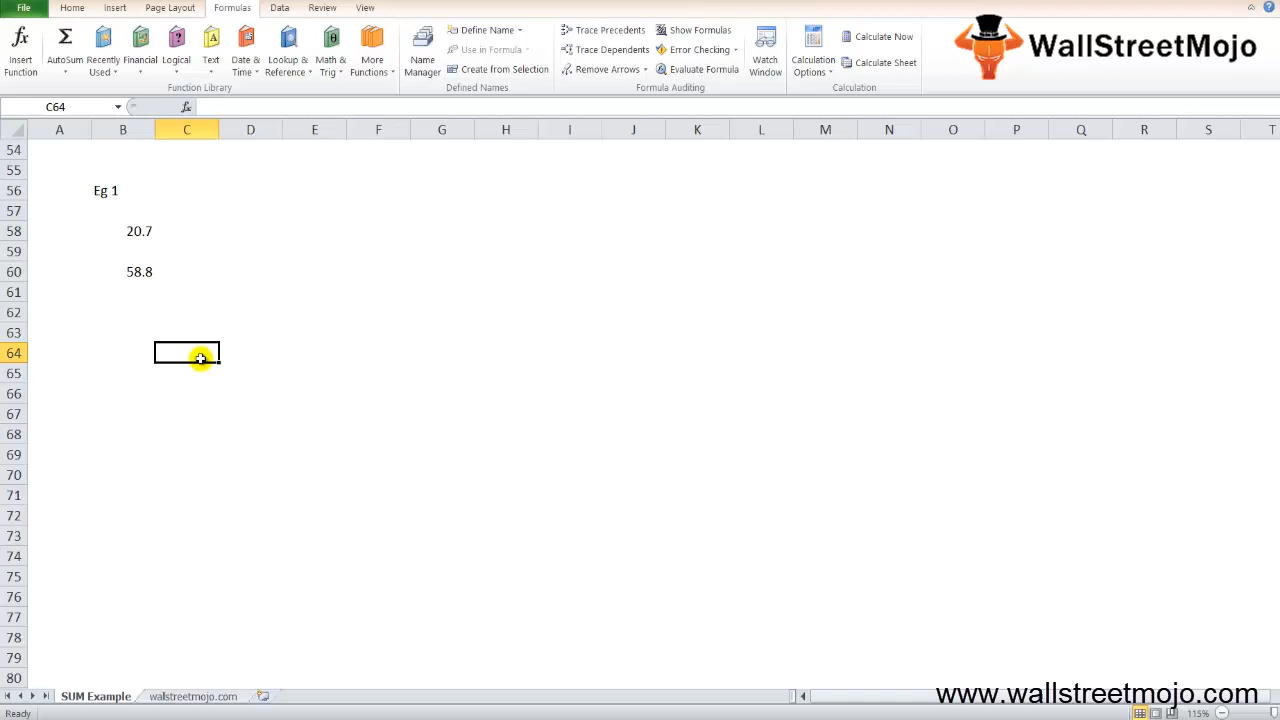 File Home Insert Page Layout Formulas Data Review View
WallStreetMojo
fx Σ θ
Insert Function
AutoSum
Recently Used
Financial
Logical
Text
Date & Time
Lookup & Reference
Math & Trig
More Functions
Function Library
Name Manager
Define Name
Use in Formula
Create from Selection
Defined Names
Trace Precedents
Trace Dependents
Remove Arrows
Show Formulas
Error Checking
Evaluate Formula
Formula Auditing
Watch Window
Calculation Options
Calculate Now
Calculate Sheet
Calculation
C64 fx
A B C D E F G H I J K L M N O P Q R S T
54
55
56 Eg 1
57
58 20.7
59
60 58.8
61
62
63
64
65
66
67
68
69
70
71
72
73
74
75
76
77
78
79
80
SUM Example wallstreetmojo.com
www.wallstreetmojo.com
Ready 115%